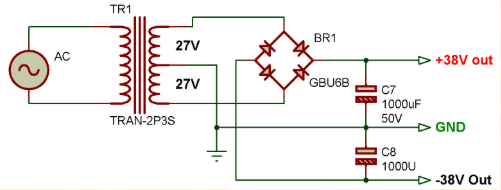 TR1
AC
27V
27V
TRAN-2P3S
BR1
GBU6B
+38V out
C7
1000uF
50V
GND
C8
1000U
-38V Out